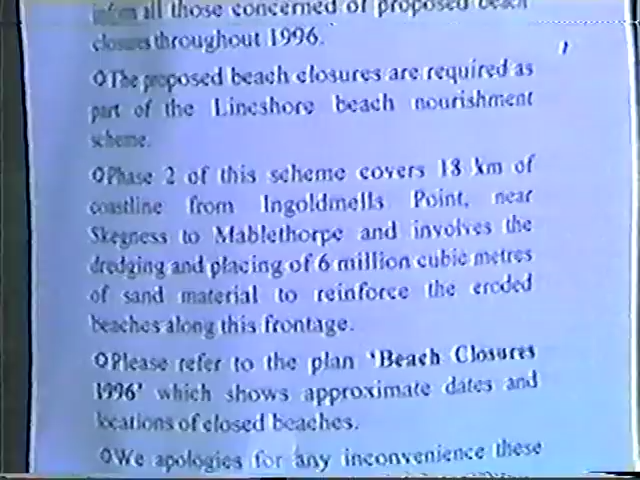 inform all those concerned of proposed beach
closures throughout 1996.
◇The proposed beach closures are required as
part of the Lincshore beach nourishment
scheme.
◇Phase 2 of this scheme covers 18 km of
coastline from Ingoldmells Point, near
Skegness to Mablethorpe and involves the
dredging and placing of 6 million cubic metres
of sand material to reinforce the eroded
beaches along this frontage.
◇Please refer to the plan 'Beach Closures
1996' which shows approximate dates and
locations of closed beaches.
◇We apologies for any inconvenience these